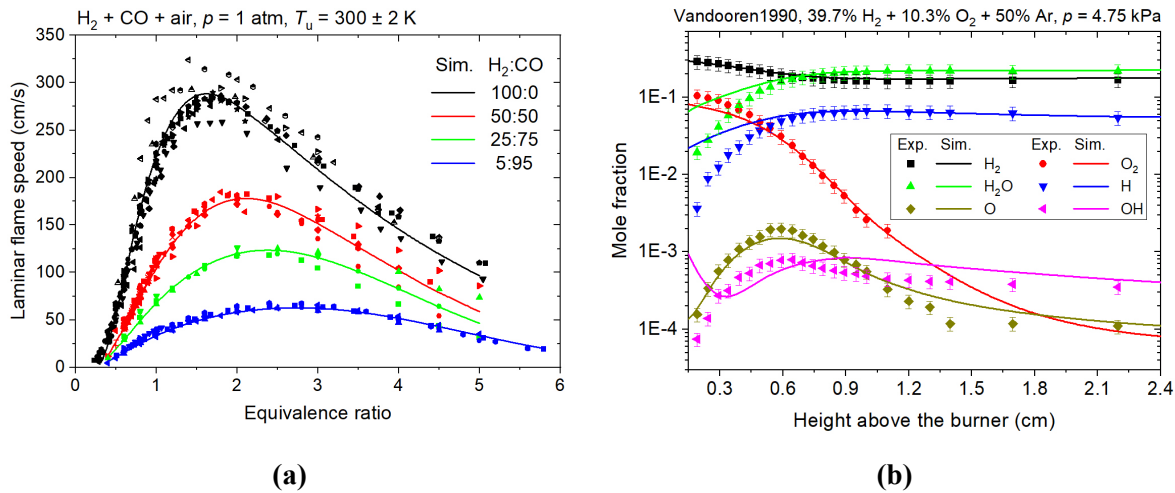 H₂ + CO + air, p = 1 atm, Tᵤ = 300 ± 2 K
350
300
250
200
150
100
50
0
Laminar flame speed (cm/s)
Sim. H₂:CO
100:0
50:50
25:75
5:95
0 1 2 3 4 5 6
Equivalence ratio
(a)
Vandooren1990, 39.7% H₂ + 10.3% O₂ + 50% Ar, p = 4.75 kPa
1E-1
1E-2
1E-3
1E-4
Mole fraction
Exp. Sim. Exp. Sim.
H₂ O₂
H₂O H
O OH
0.3 0.6 0.9 1.2 1.5 1.8 2.1 2.4
Height above the burner (cm)
(b)